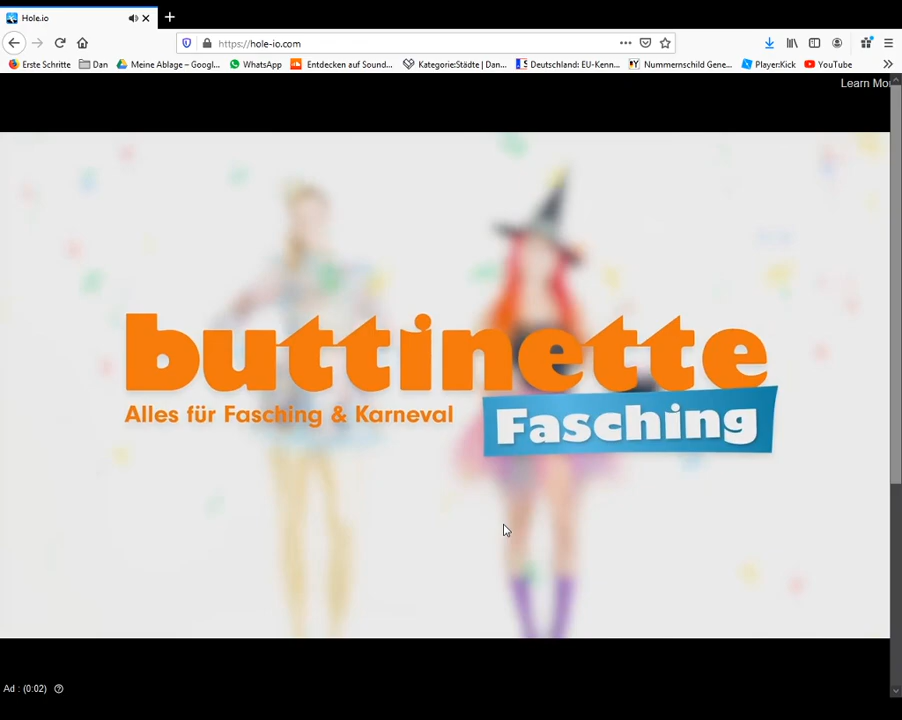 Hole.io
https://hole-io.com
Erste Schritte Dan Meine Ablage – Googl... WhatsApp Entdecken auf Sound... Kategorie:Städte | Dan... Deutschland: EU-Kenn... Nummernschild Gene... Player:Kick YouTube
Learn Mor
buttinette
Alles für Fasching & Karneval
Fasching
Ad : (0:02)